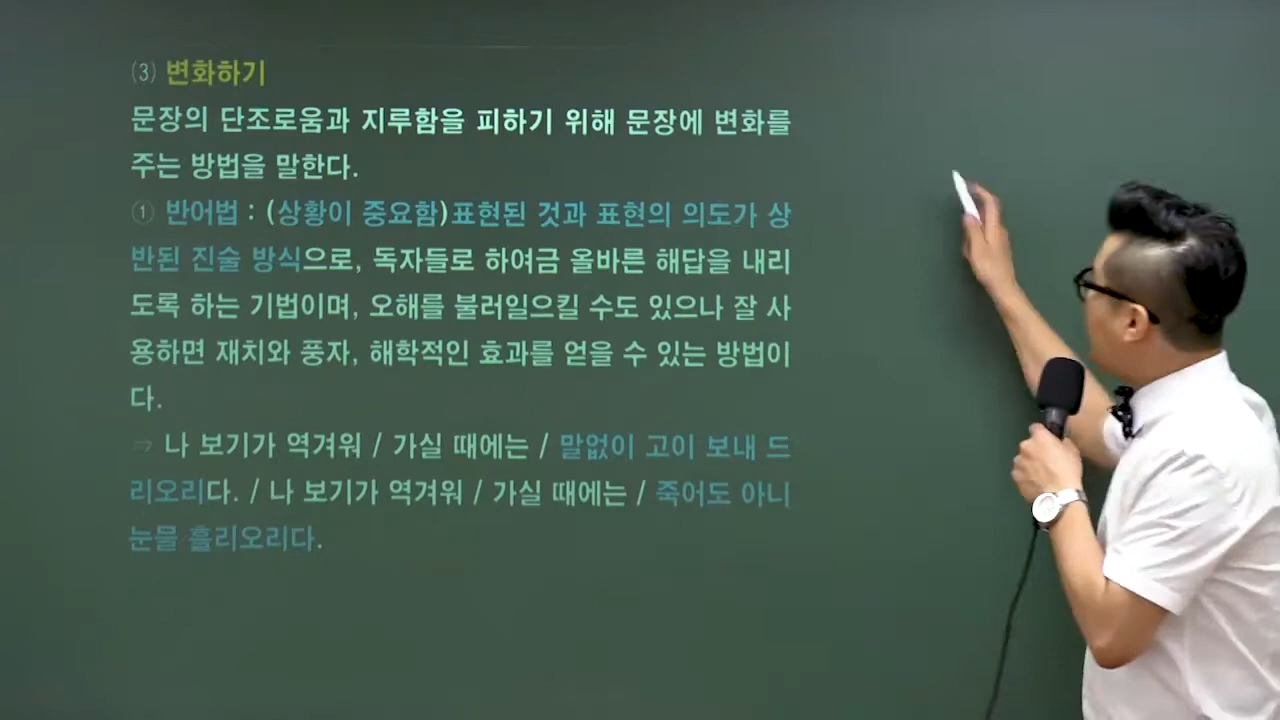 (3) 변화하기
문장의 단조로움과 지루함을 피하기 위해 문장에 변화를
주는 방법을 말한다.
① 반어법 : (상황이 중요함)표현된 것과 표현의 의도가 상
반된 진술 방식으로, 독자들로 하여금 올바른 해답을 내리
도록 하는 기법이며, 오해를 불러일으킬 수도 있으나 잘 사
용하면 재치와 풍자, 해학적인 효과를 얻을 수 있는 방법이
다.
⇒ 나 보기가 역겨워 / 가실 때에는 / 말없이 고이 보내 드
리오리다. / 나 보기가 역겨워 / 가실 때에는 / 죽어도 아니
눈물 흘리오리다.